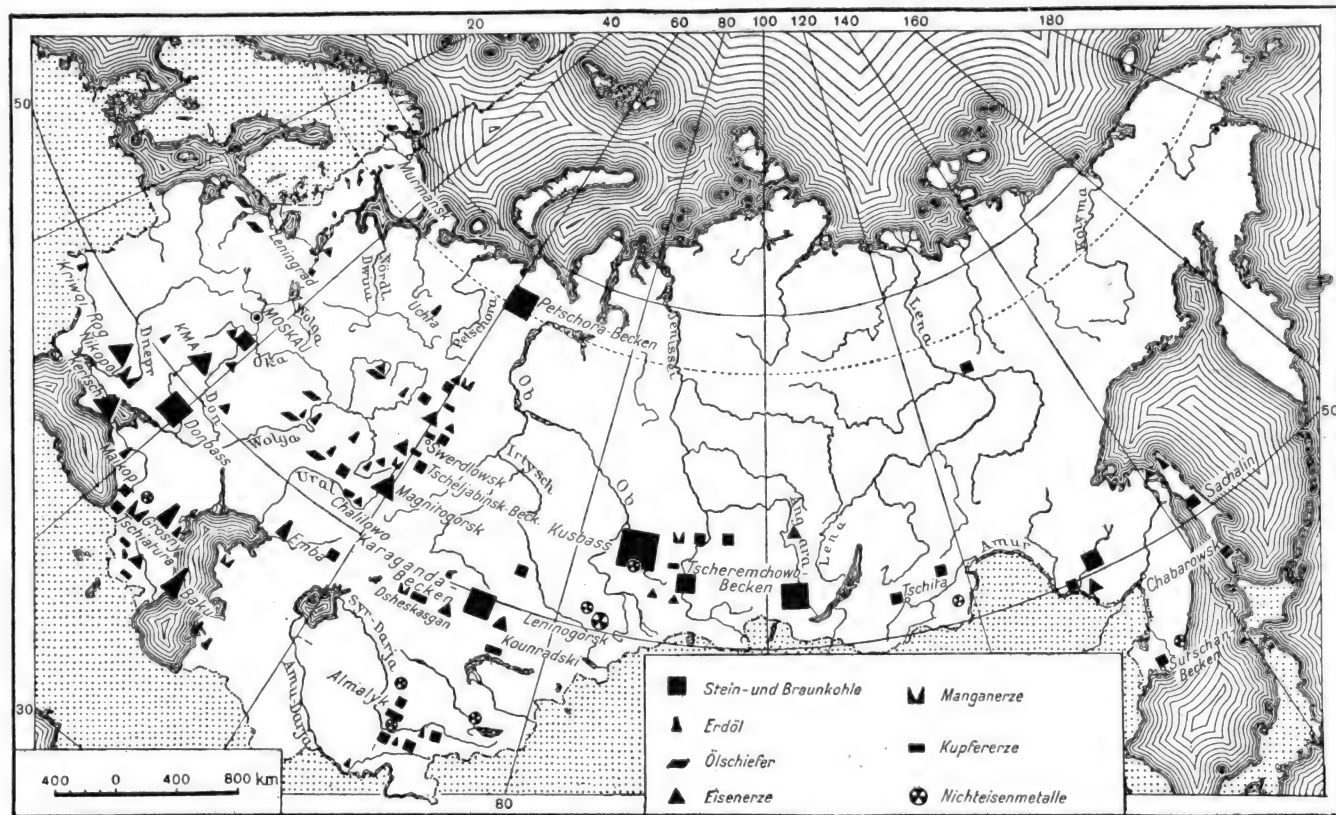 20 40 60 80 100 120 140 160 180
50
Murmansk
Leningrad
Nördl. Dwina
Wolga
MOSKAU
Oka
Uchta
Petschora
Petschora-Becken
Kriwoi
Rog
Nikopol
Kertsch
Dnepr
KMA
Don
Donbass
Wolga
Maikop
Grosny
Tschiatura
Baku
Ural
Chalilowo
Emba
Swerdlowsk
Tscheljabinsk-Beck.
Magnitogorsk
Ob
Irtysch
Ob
Jenissei
Kusbass
Karaganda-
Becken
Dsheskasgan
Leninogorsk
Kounradski
Syr-Darja
Amu-Darja
Almalyk
Tscheremchowo-
Becken
Angara
Lena
Lena
Kolyma
Tschita
Amur
Chabarowsk
Sachalin
Sutschan-
Becken
50
30
80
400 0 400 800 km
Stein- und Braunkohle
Erdöl
Ölschiefer
Eisenerze
Manganerze
Kupfererze
Nichteisenmetalle